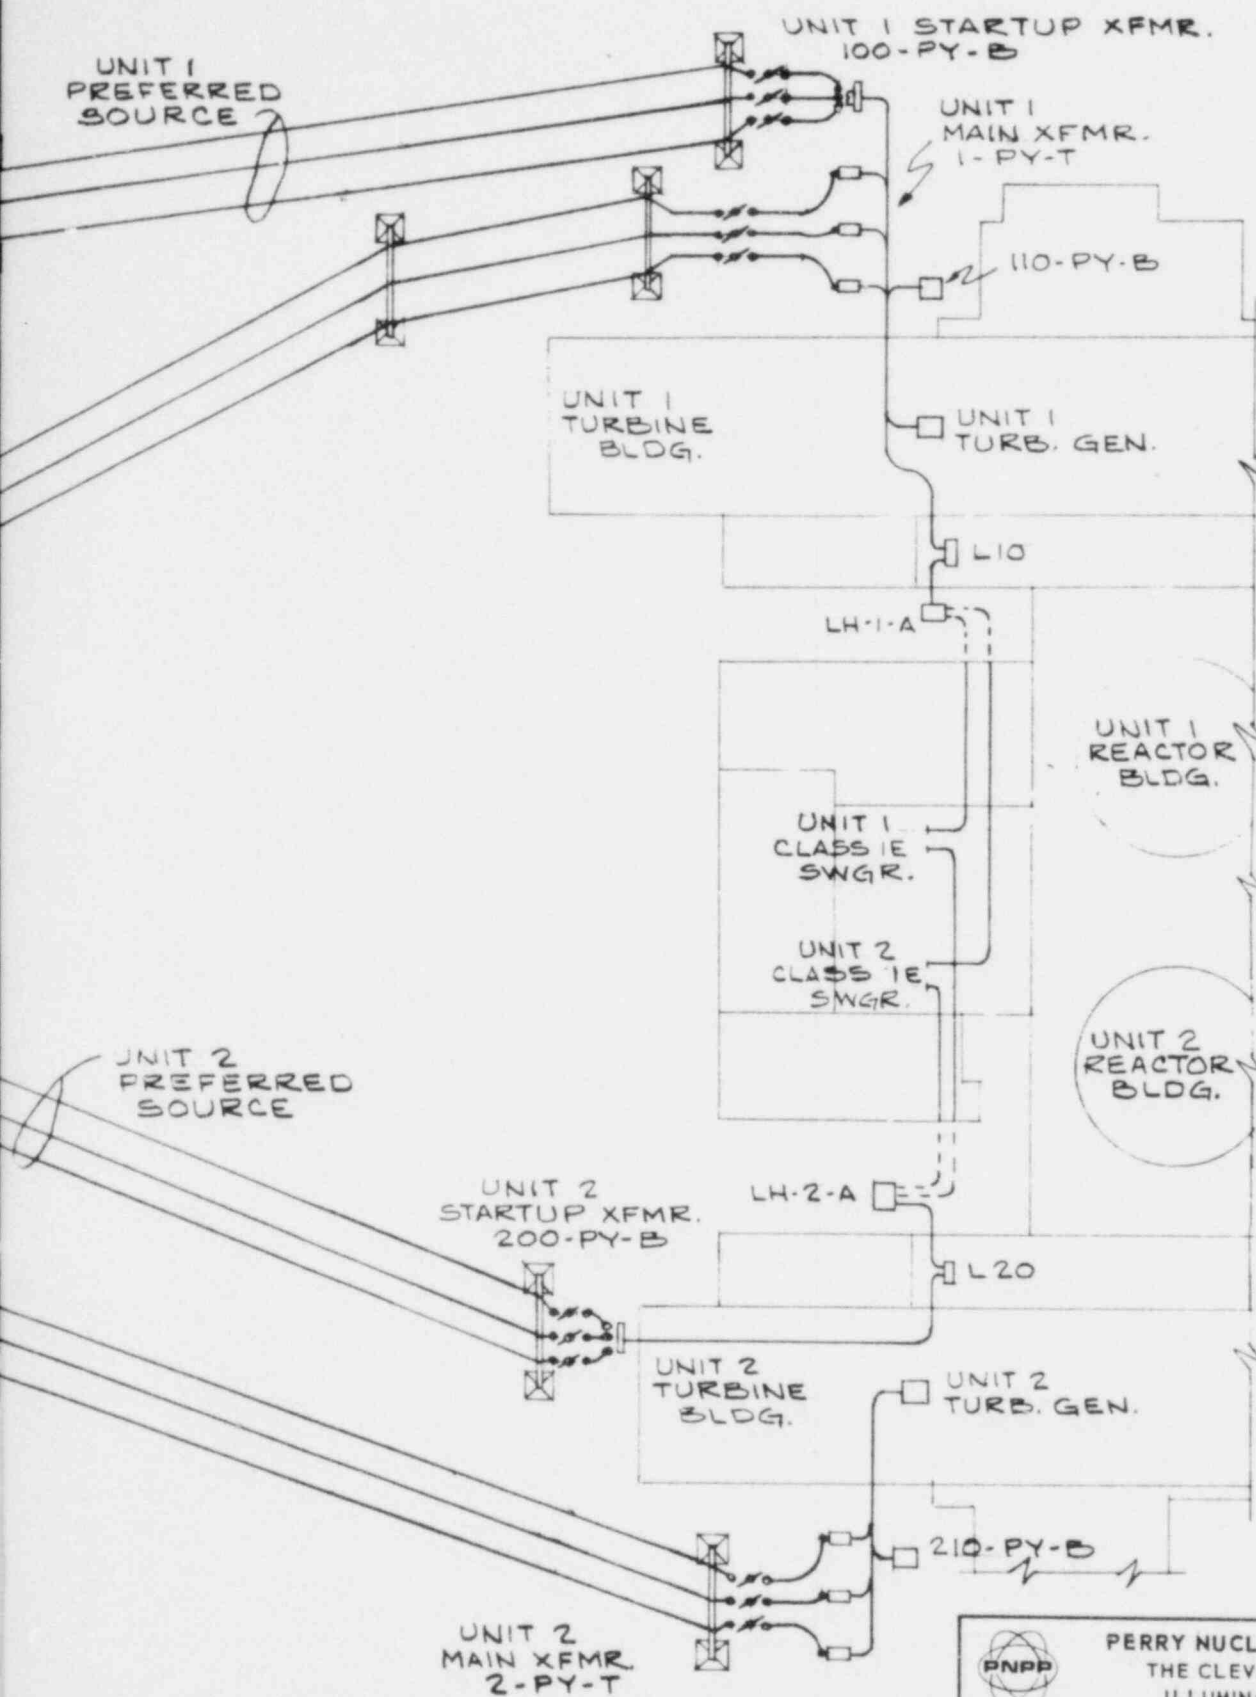 UNIT 1 STARTUP XFMR.
100-PY-B
UNIT 1
PREFERRED
SOURCE
UNIT 1
MAIN XFMR.
1-PY-T
110-PY-B
UNIT 1
TURBINE
BLDG.
UNIT 1
TURB. GEN.
L10
LH-1-A
UNIT 1
REACTOR
BLDG.
UNIT 1
CLASS 1E
SWGR.
UNIT 2
CLASS 1E
SWGR.
UNIT 2
REACTOR
BLDG.
UNIT 2
PREFERRED
SOURCE
UNIT 2
STARTUP XFMR.
200-PY-B
LH-2-A
L20
UNIT 2
TURBINE
BLDG.
UNIT 2
TURB. GEN.
210-PY-B
UNIT 2
MAIN XFMR.
2-PY-T
PNPP
PERRY NUCL
THE CLEV